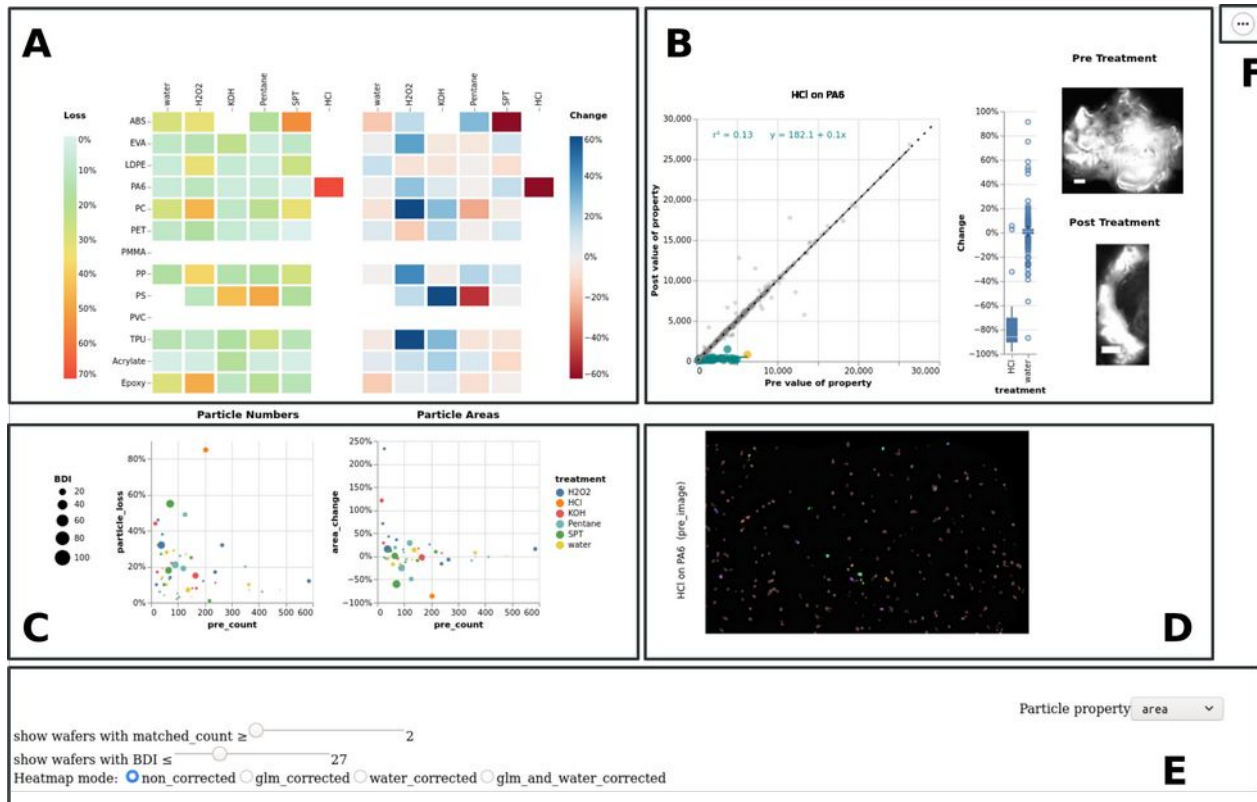 A
water H2O2 KOH Pentane SPT HCl
water H2O2 KOH Pentane SPT HCl
Loss
0%
10%
20%
30%
40%
50%
60%
70%
ABS
EVA
LDPE
PA6
PC
PET
PMMA
PP
PS
PVC
TPU
Acrylate
Epoxy
Change
60%
40%
20%
0%
−20%
−40%
−60%
Particle Numbers
Particle Areas
B
HCl on PA6
r² = 0.13 y = 182.1 + 0.1x
Post value of property
30,000
25,000
20,000
15,000
10,000
5,000
0
0 10,000 20,000 30,000
Pre value of property
Change
100%
80%
60%
40%
20%
0%
−20%
−40%
−60%
−80%
−100%
HCl water
treatment
Pre Treatment
Post Treatment
F
C
BDI
20
40
60
80
100
particle_loss
80%
60%
40%
20%
0%
0 100 200 300 400 500 600
pre_count
area_change
250%
200%
150%
100%
50%
0%
−50%
−100%
0 100 200 300 400 500 600
pre_count
treatment
H2O2
HCl
KOH
Pentane
SPT
water
HCl on PA6 (pre_image)
D
Particle property area
show wafers with matched_count ≥ 2
show wafers with BDI ≤ 27
Heatmap mode: non_corrected glm_corrected water_corrected glm_and_water_corrected
E